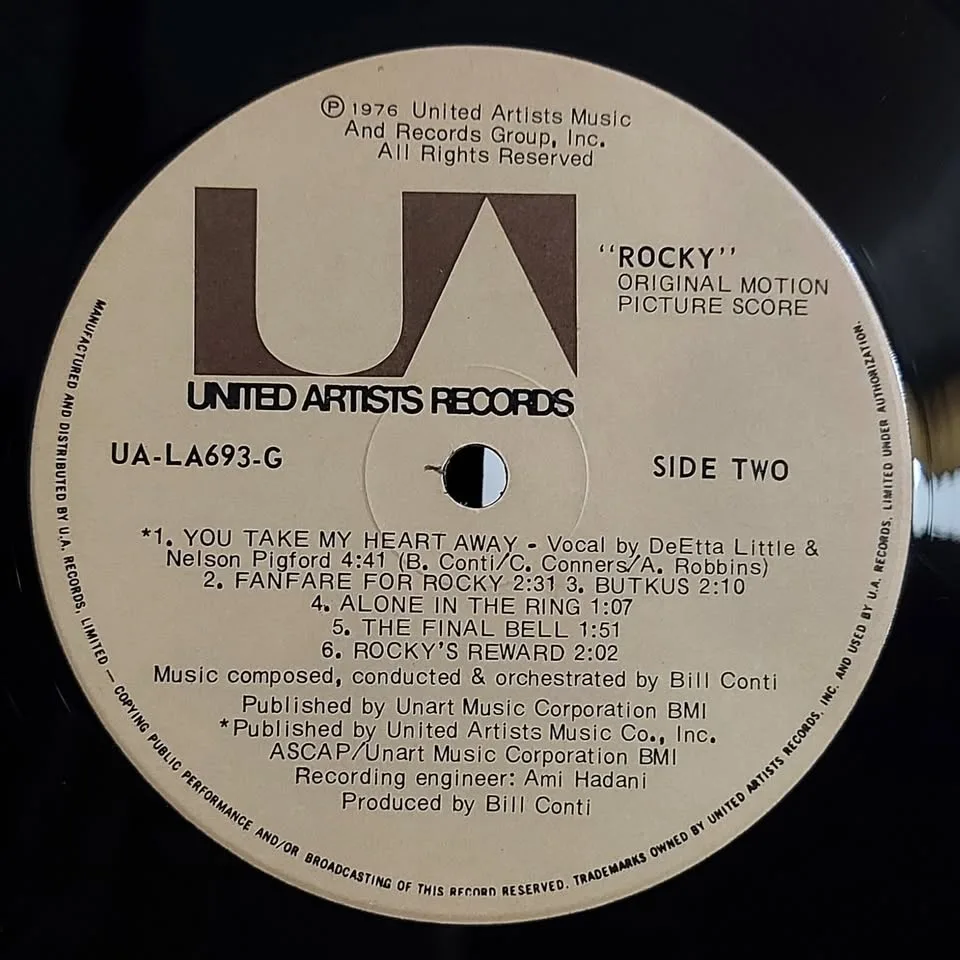 Ⓟ 1976 United Artists Music
And Records Group, Inc.
All Rights Reserved
UA
UNITED ARTISTS RECORDS
"ROCKY"
ORIGINAL MOTION
PICTURE SCORE
UA-LA693-G
SIDE TWO
*1. YOU TAKE MY HEART AWAY - Vocal by DeEtta Little &
Nelson Pigford 4:41 (B. Conti/C. Conners/A. Robbins)
2. FANFARE FOR ROCKY 2:31 3. BUTKUS 2:10
4. ALONE IN THE RING 1:07
5. THE FINAL BELL 1:51
6. ROCKY'S REWARD 2:02
Music composed, conducted & orchestrated by Bill Conti
Published by Unart Music Corporation BMI
*Published by United Artists Music Co., Inc.
ASCAP/Unart Music Corporation BMI
Recording engineer: Ami Hadani
Produced by Bill Conti
MANUFACTURED AND DISTRIBUTED BY U.A. RECORDS, LIMITED — COPYING PUBLIC PERFORMANCE AND/OR BROADCASTING OF THIS RECORD RESERVED. TRADEMARKS OWNED BY UNITED ARTISTS RECORDS, INC. AND USED BY U.A. RECORDS, LIMITED UNDER AUTHORIZATION.